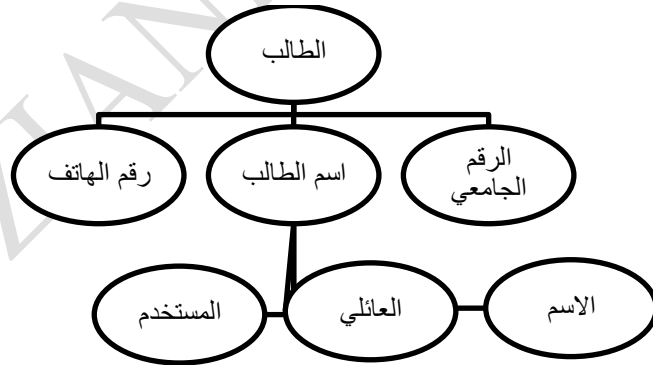 الطالب
الرقم
الجامعي
اسم الطالب
رقم الهاتف
الاسم
العائلي
المستخدم